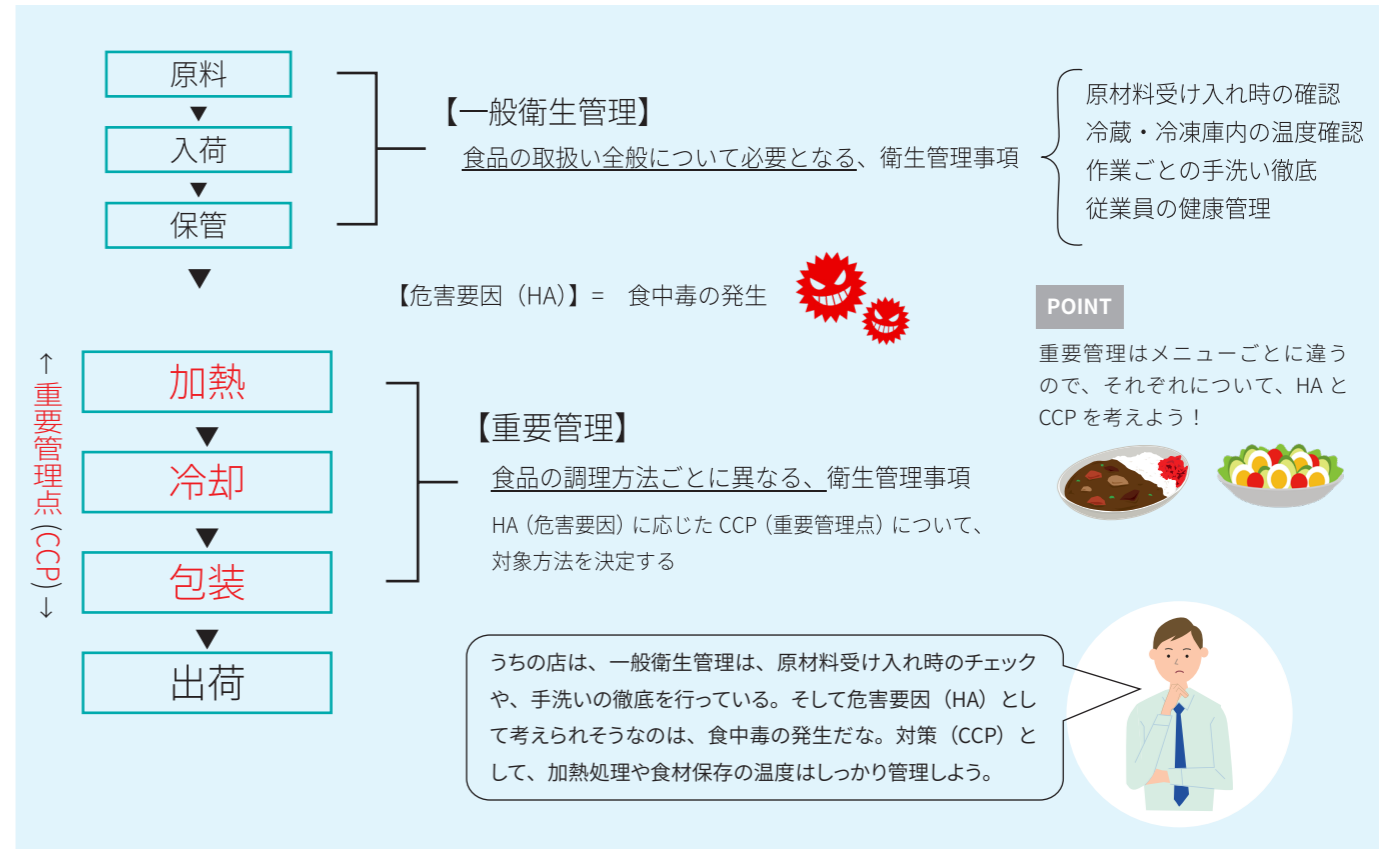 原料
入荷
保管
【一般衛生管理】
食品の取扱い全般について必要となる、衛生管理事項
原材料受け入れ時の確認
冷蔵・冷凍庫内の温度確認
作業ごとの手洗い徹底
従業員の健康管理
【危害要因（HA）】＝　食中毒の発生
POINT
重要管理はメニューごとに違う
ので、それぞれについて、HA と
CCP を考えよう！
←重要管理点(CCP)→
加熱
冷却
包装
出荷
【重要管理】
食品の調理方法ごとに異なる、衛生管理事項
HA（危害要因）に応じた CCP（重要管理点）について、
対象方法を決定する
うちの店は、一般衛生管理は、原材料受け入れ時のチェック
や、手洗いの徹底を行っている。そして危害要因（HA）とし
て考えられそうなのは、食中毒の発生だな。対策（CCP）と
して、加熱処理や食材保存の温度はしっかり管理しよう。